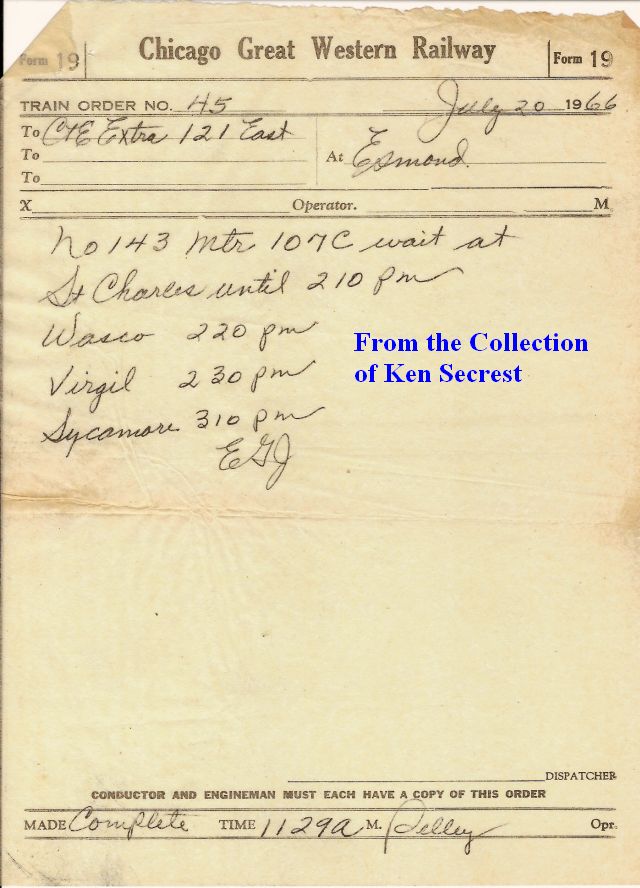 Form 19 Chicago Great Western Railway Form 19
TRAIN ORDER NO. 45 July 20 1966
To C&E Extra 121 East
To At Esmond
To
X Operator. M
No 143 Mtr 107C wait at
St Charles until 210 pm
Wasco 220 pm
Virgil 230 pm
Sycamore 310 pm
EGJ
From the Collection
of Ken Secrest
DISPATCHER
CONDUCTOR AND ENGINEMAN MUST EACH HAVE A COPY OF THIS ORDER
MADE Complete TIME 1129 A M. Opr.